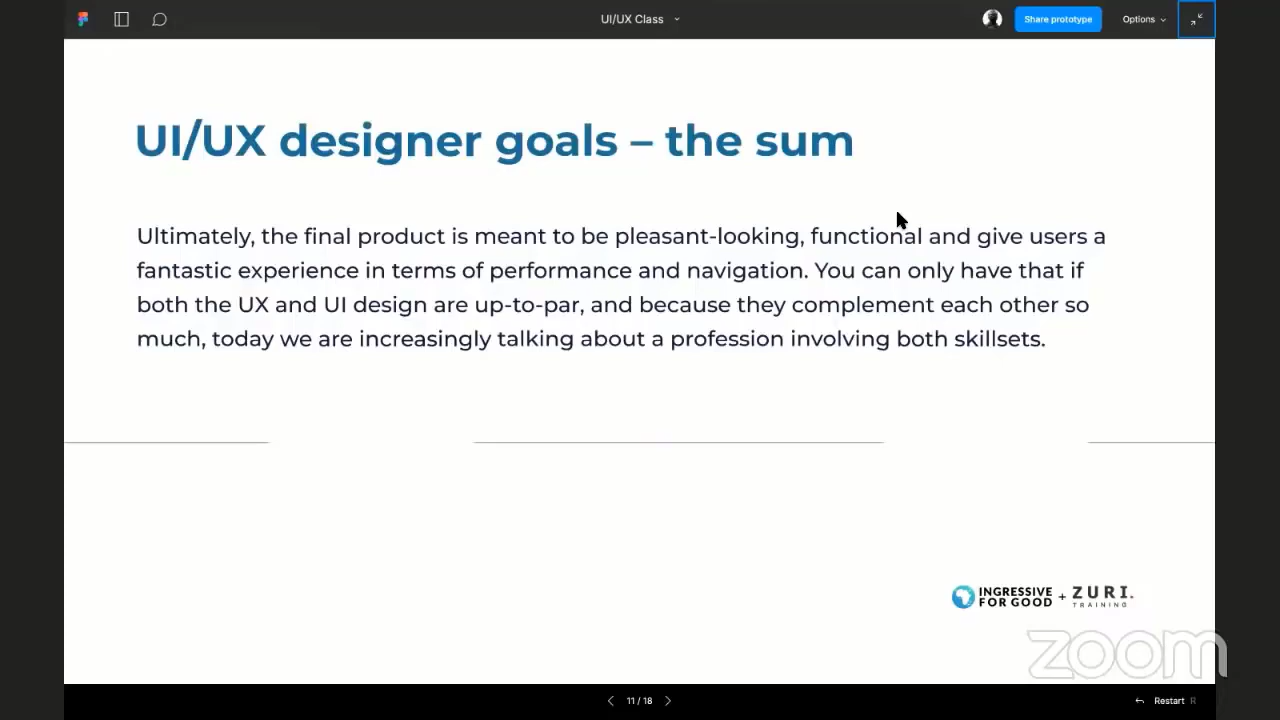 UI/UX Class
Share prototype
Options
UI/UX designer goals – the sum
Ultimately, the final product is meant to be pleasant-looking, functional and give users a
fantastic experience in terms of performance and navigation. You can only have that if
both the UX and UI design are up-to-par, and because they complement each other so
much, today we are increasingly talking about a profession involving both skillsets.
INGRESSIVE
FOR GOOD
+
ZURI.
TRAINING
zoom
11 / 18
Restart R